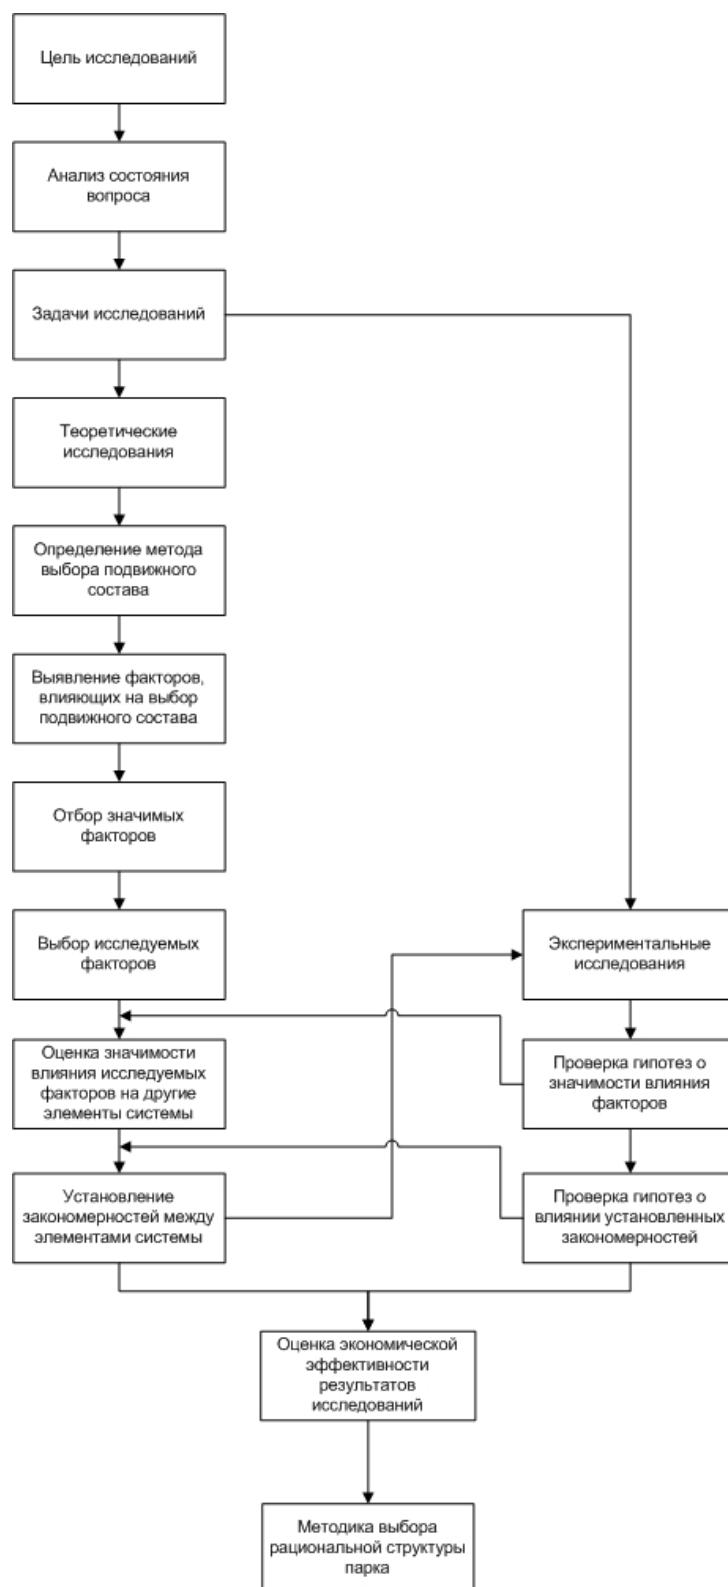 Цель исследований
Анализ состояния
вопроса
Задачи исследований
Теоретические
исследования
Определение метода
выбора подвижного
состава
Выявление факторов,
влияющих на выбор
подвижного состава
Отбор значимых
факторов
Выбор исследуемых
факторов
Экспериментальные
исследования
Оценка значимости
влияния исследуемых
факторов на другие
элементы системы
Проверка гипотез о
значимости влияния
факторов
Установление
закономерностей между
элементами системы
Проверка гипотез о
влиянии установленных
закономерностей
Оценка экономической
эффективности
результатов
исследований
Методика выбора
рациональной структуры
парка